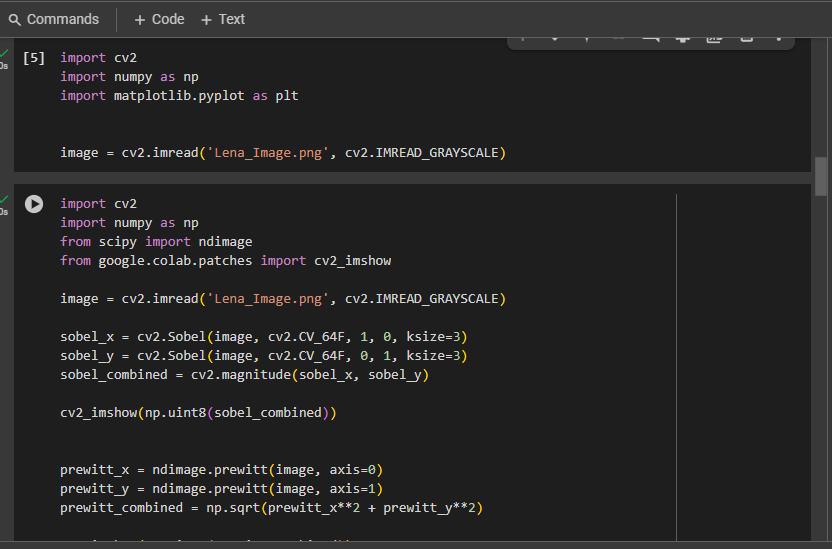 Commands + Code + Text
[5] import cv2
0s import numpy as np
import matplotlib.pyplot as plt
image = cv2.imread('Lena_Image.png', cv2.IMREAD_GRAYSCALE)
import cv2
0s import numpy as np
from scipy import ndimage
from google.colab.patches import cv2_imshow
image = cv2.imread('Lena_Image.png', cv2.IMREAD_GRAYSCALE)
sobel_x = cv2.Sobel(image, cv2.CV_64F, 1, 0, ksize=3)
sobel_y = cv2.Sobel(image, cv2.CV_64F, 0, 1, ksize=3)
sobel_combined = cv2.magnitude(sobel_x, sobel_y)
cv2_imshow(np.uint8(sobel_combined))
prewitt_x = ndimage.prewitt(image, axis=0)
prewitt_y = ndimage.prewitt(image, axis=1)
prewitt_combined = np.sqrt(prewitt_x**2 + prewitt_y**2)